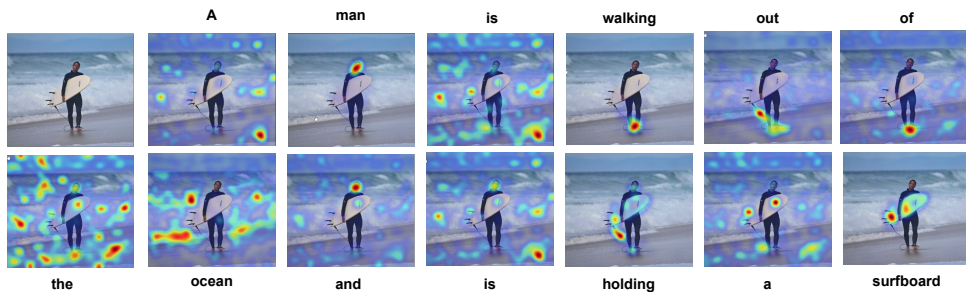 A man is walking out of
the ocean and is holding a surfboard